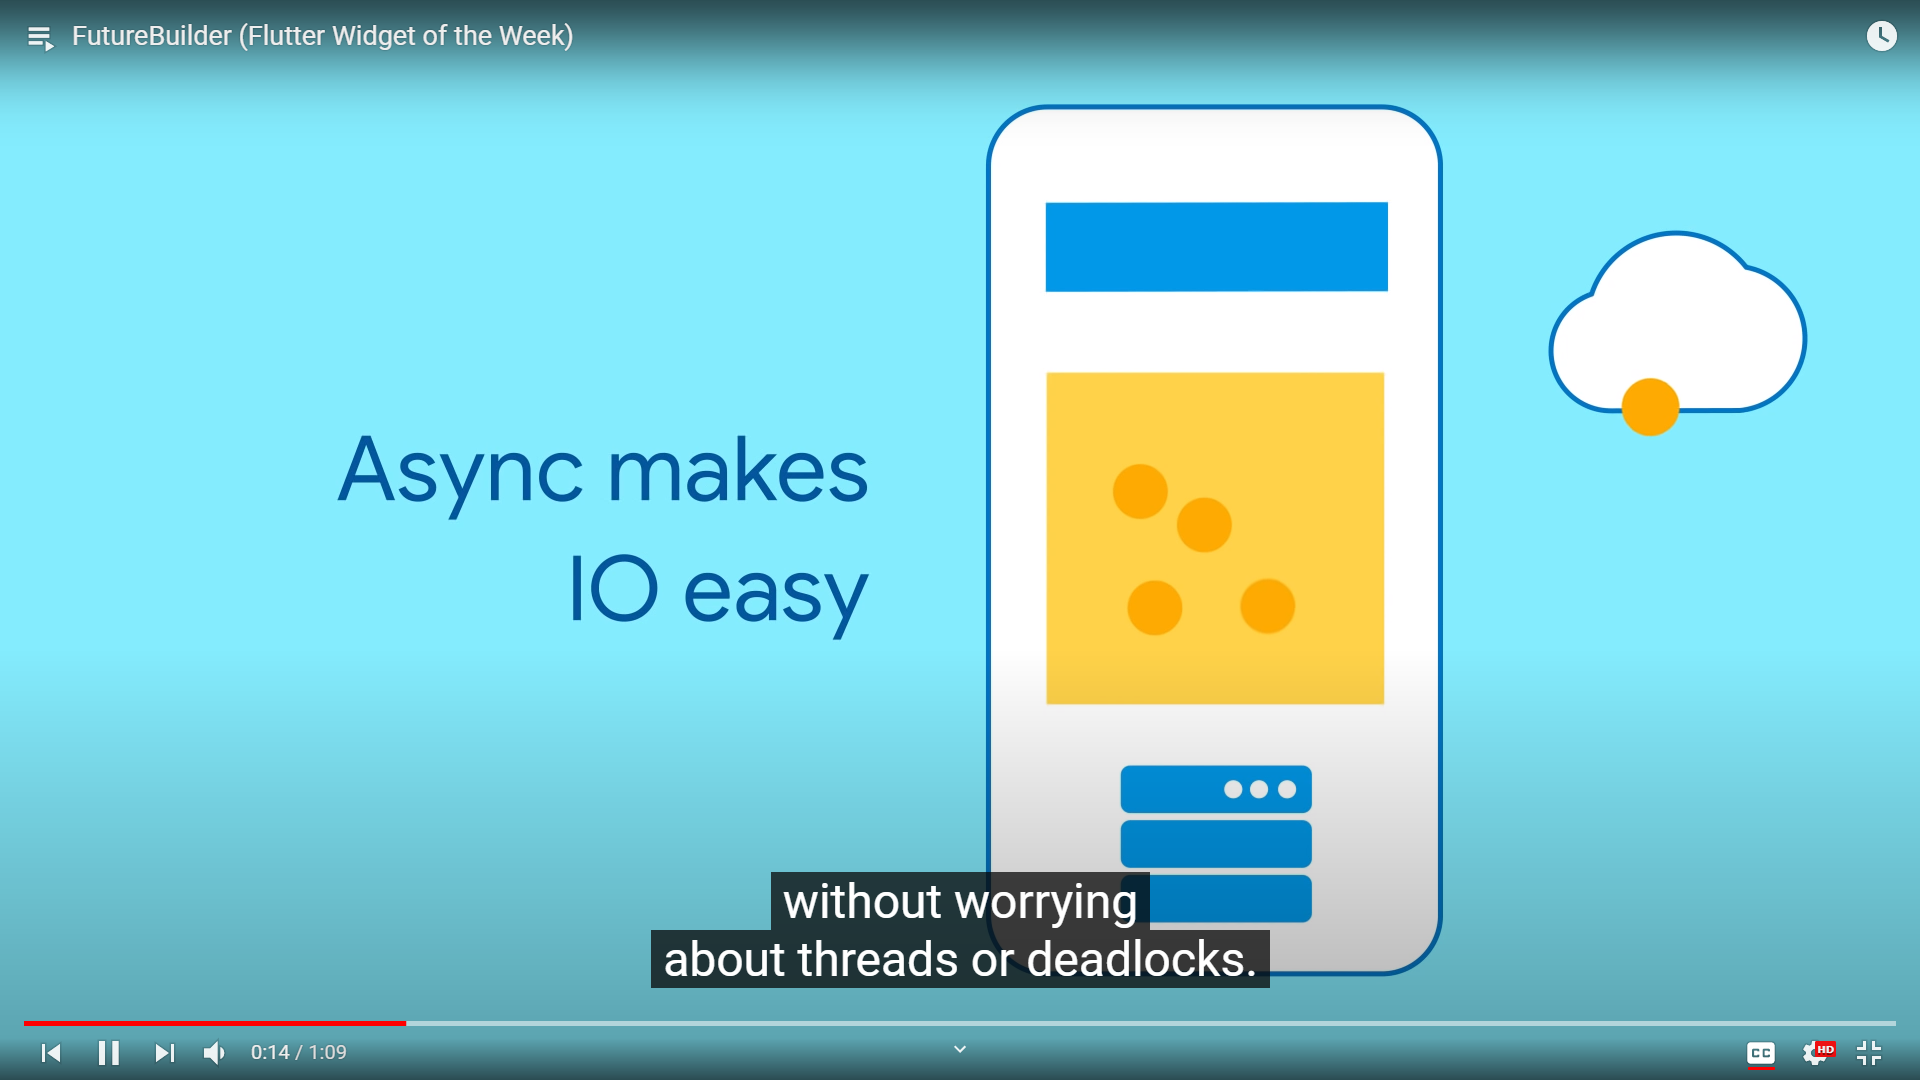 FutureBuilder (Flutter Widget of the Week)
Async makes
IO easy
without worrying
about threads or deadlocks.
0:14 / 1:09
CC
HD